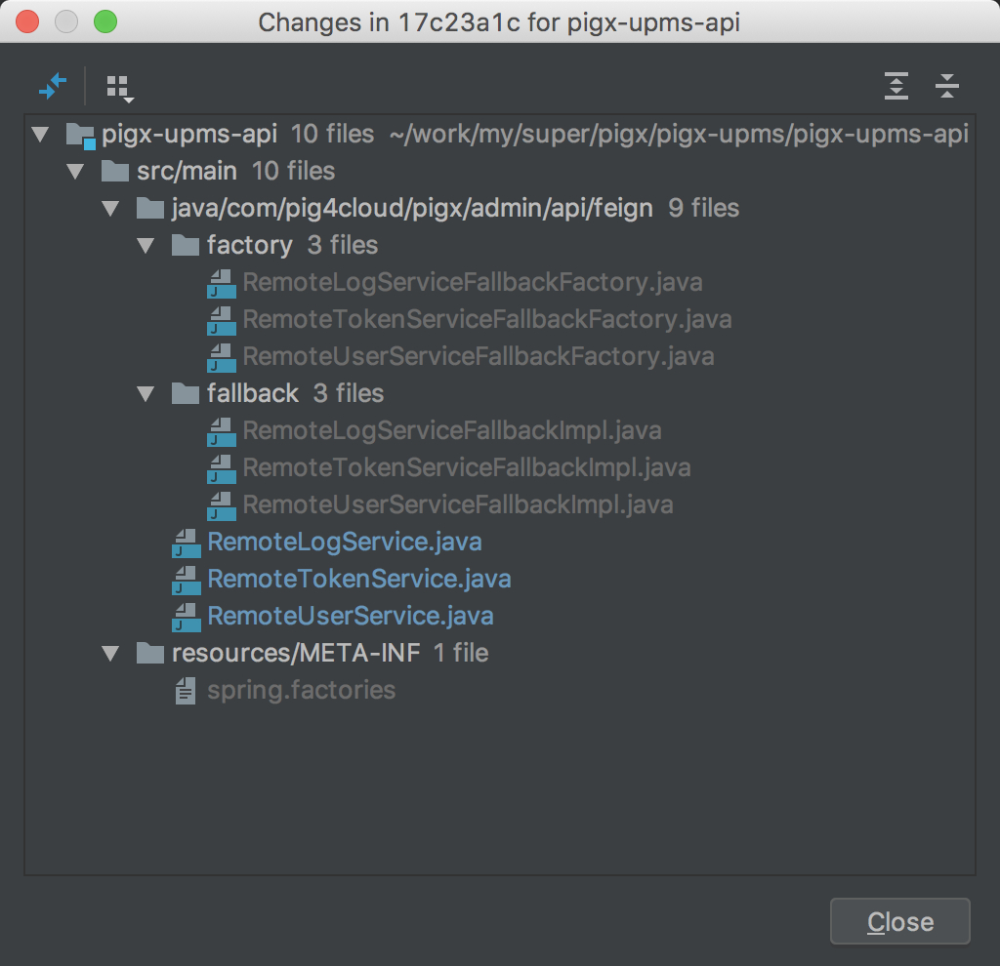 Changes in 17c23a1c for pigx-upms-api
pigx-upms-api 10 files ~/work/my/super/pigx/pigx-upms/pigx-upms-api
src/main 10 files
java/com/pig4cloud/pigx/admin/api/feign 9 files
factory 3 files
RemoteLogServiceFallbackFactory.java
RemoteTokenServiceFallbackFactory.java
RemoteUserServiceFallbackFactory.java
fallback 3 files
RemoteLogServiceFallbackImpl.java
RemoteTokenServiceFallbackImpl.java
RemoteUserServiceFallbackImpl.java
RemoteLogService.java
RemoteTokenService.java
RemoteUserService.java
resources/META-INF 1 file
spring.factories
Close